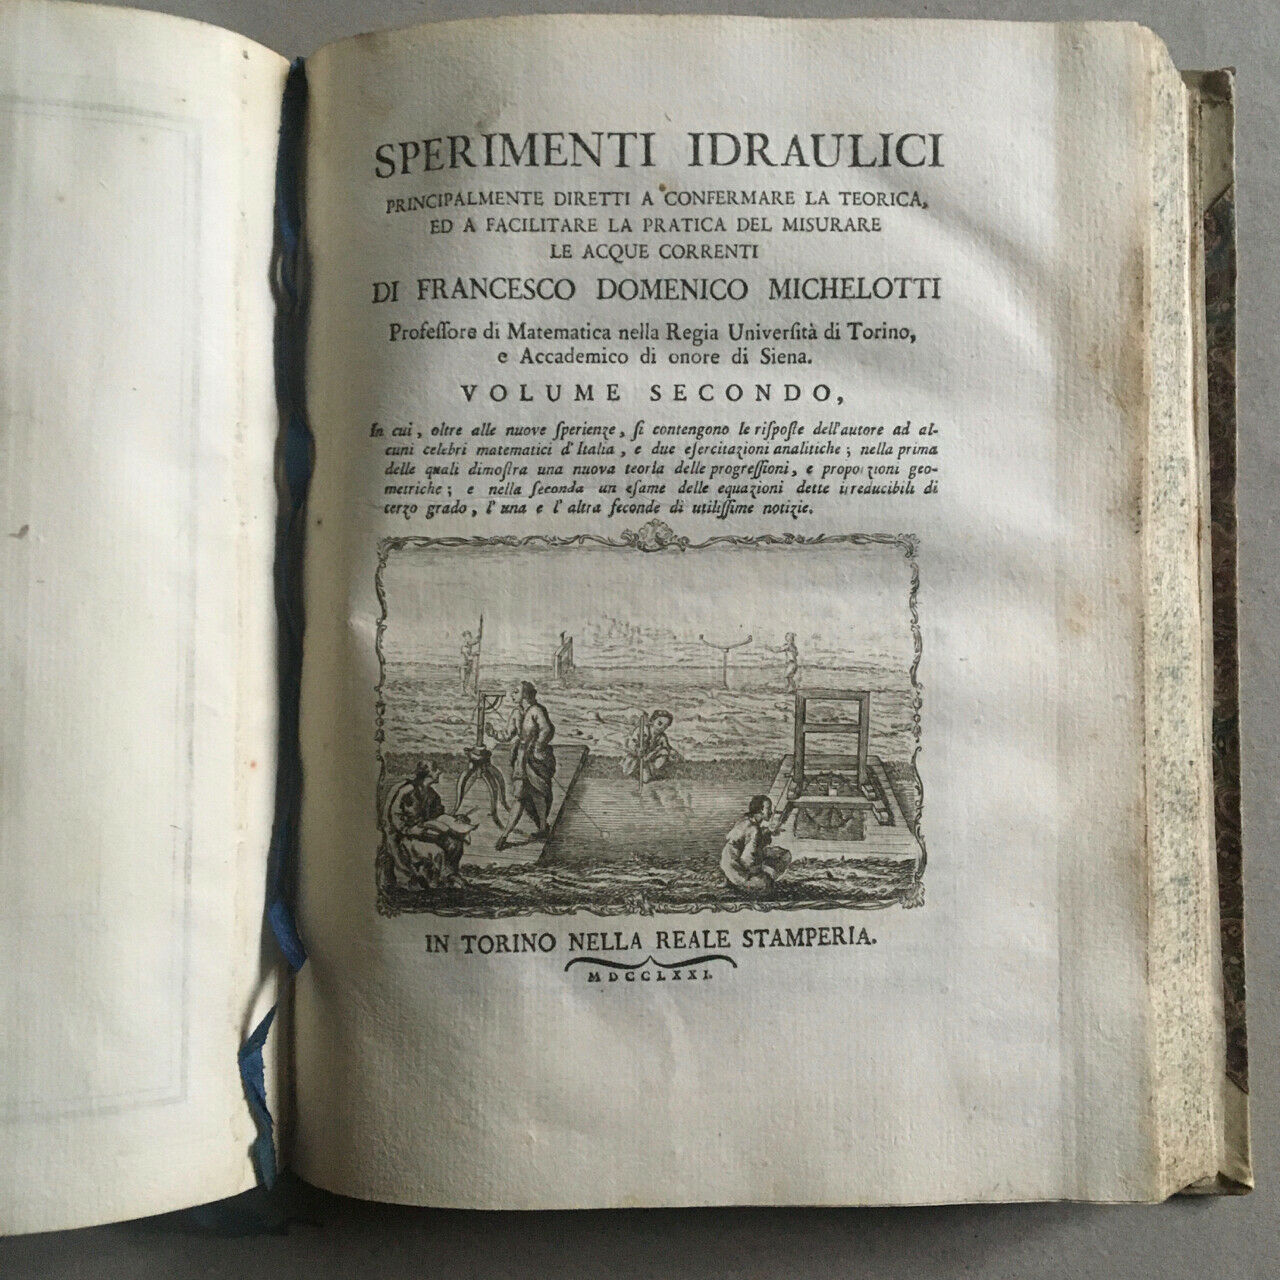 SPERIMENTI IDRAULICI
PRINCIPALMENTE DIRETTI A CONFERMARE LA TEORICA,
ED A FACILITARE LA PRATICA DEL MISURARE
LE ACQUE CORRENTI
DI FRANCESCO DOMENICO MICHELOTTI
Profeſſore di Matematica nella Regia Univerſità di Torino,
e Accademico di onore di Siena.
VOLUME SECONDO,
In cui, oltre alle nuove ſperienze, ſi contengono le riſpoſte dell'autore ad al-
cuni celebri matematici d'Italia, e due eſercitazioni analitiche; nella prima
delle quali dimoſtra una nuova teoria delle progreſſioni, e proporzioni geo-
metriche; e nella ſeconda un eſame delle equazioni dette irreducibili di
terzo grado, l'una e l'altra feconde di utiliſſime notizie.
IN TORINO NELLA REALE STAMPERIA.
MDCCLXXI.